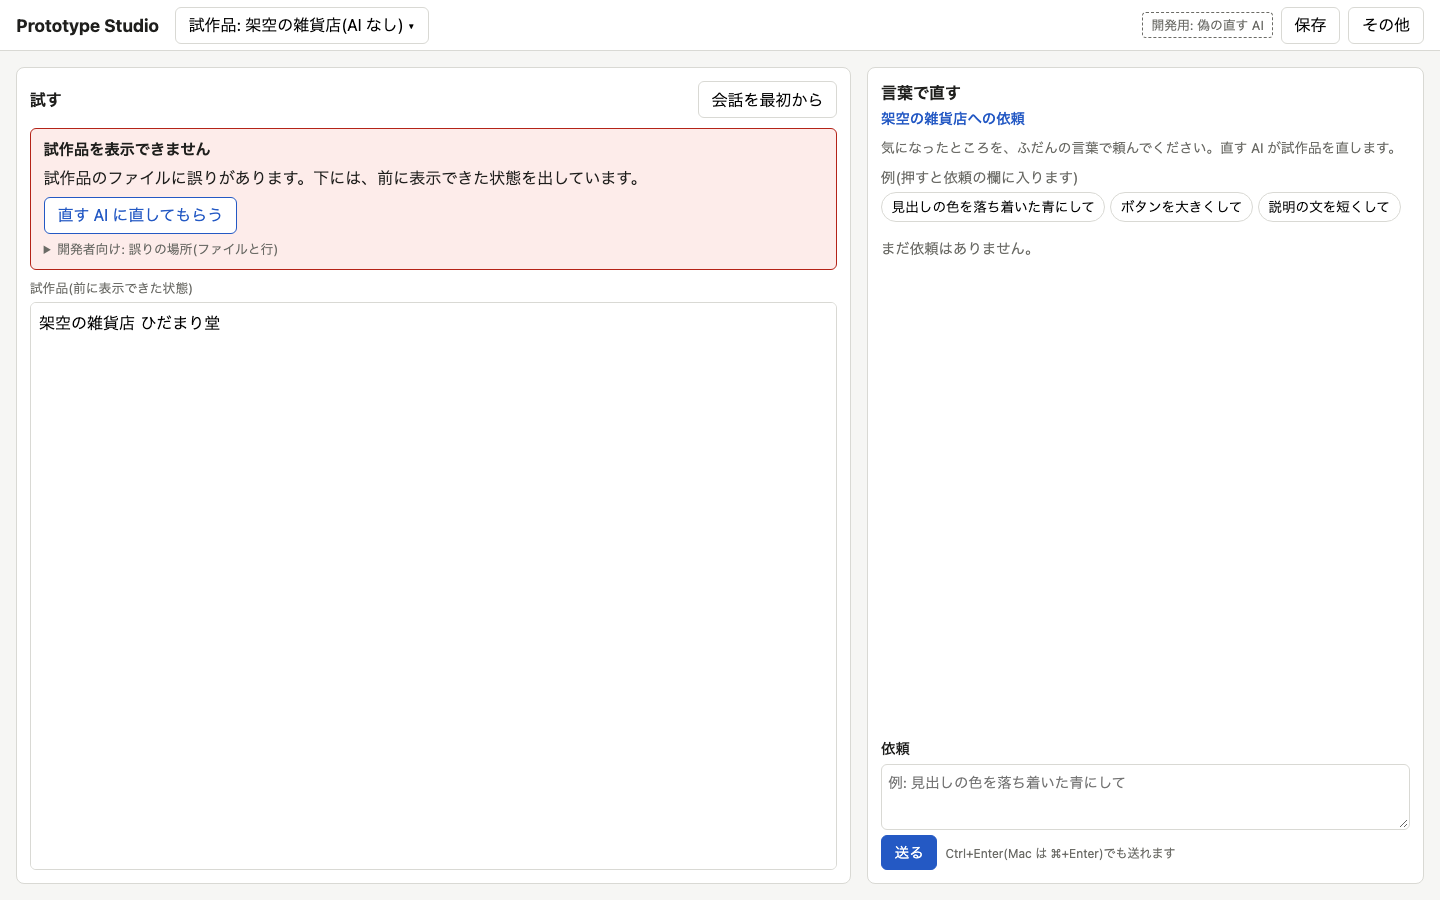 Prototype Studio
試作品: 架空の雑貨店(AI なし) ▾
開発用: 偽の直す AI
保存
その他
試す
会話を最初から
試作品を表示できません
試作品のファイルに誤りがあります。下には、前に表示できた状態を出しています。
直す AI に直してもらう
▶ 開発者向け: 誤りの場所(ファイルと行)
試作品(前に表示できた状態)
架空の雑貨店 ひだまり堂
言葉で直す
架空の雑貨店への依頼
気になったところを、ふだんの言葉で頼んでください。直す AI が試作品を直します。
例(押すと依頼の欄に入ります)
見出しの色を落ち着いた青にして
ボタンを大きくして
説明の文を短くして
まだ依頼はありません。
依頼
例: 見出しの色を落ち着いた青にして
送る
Ctrl+Enter(Mac は ⌘+Enter)でも送れます